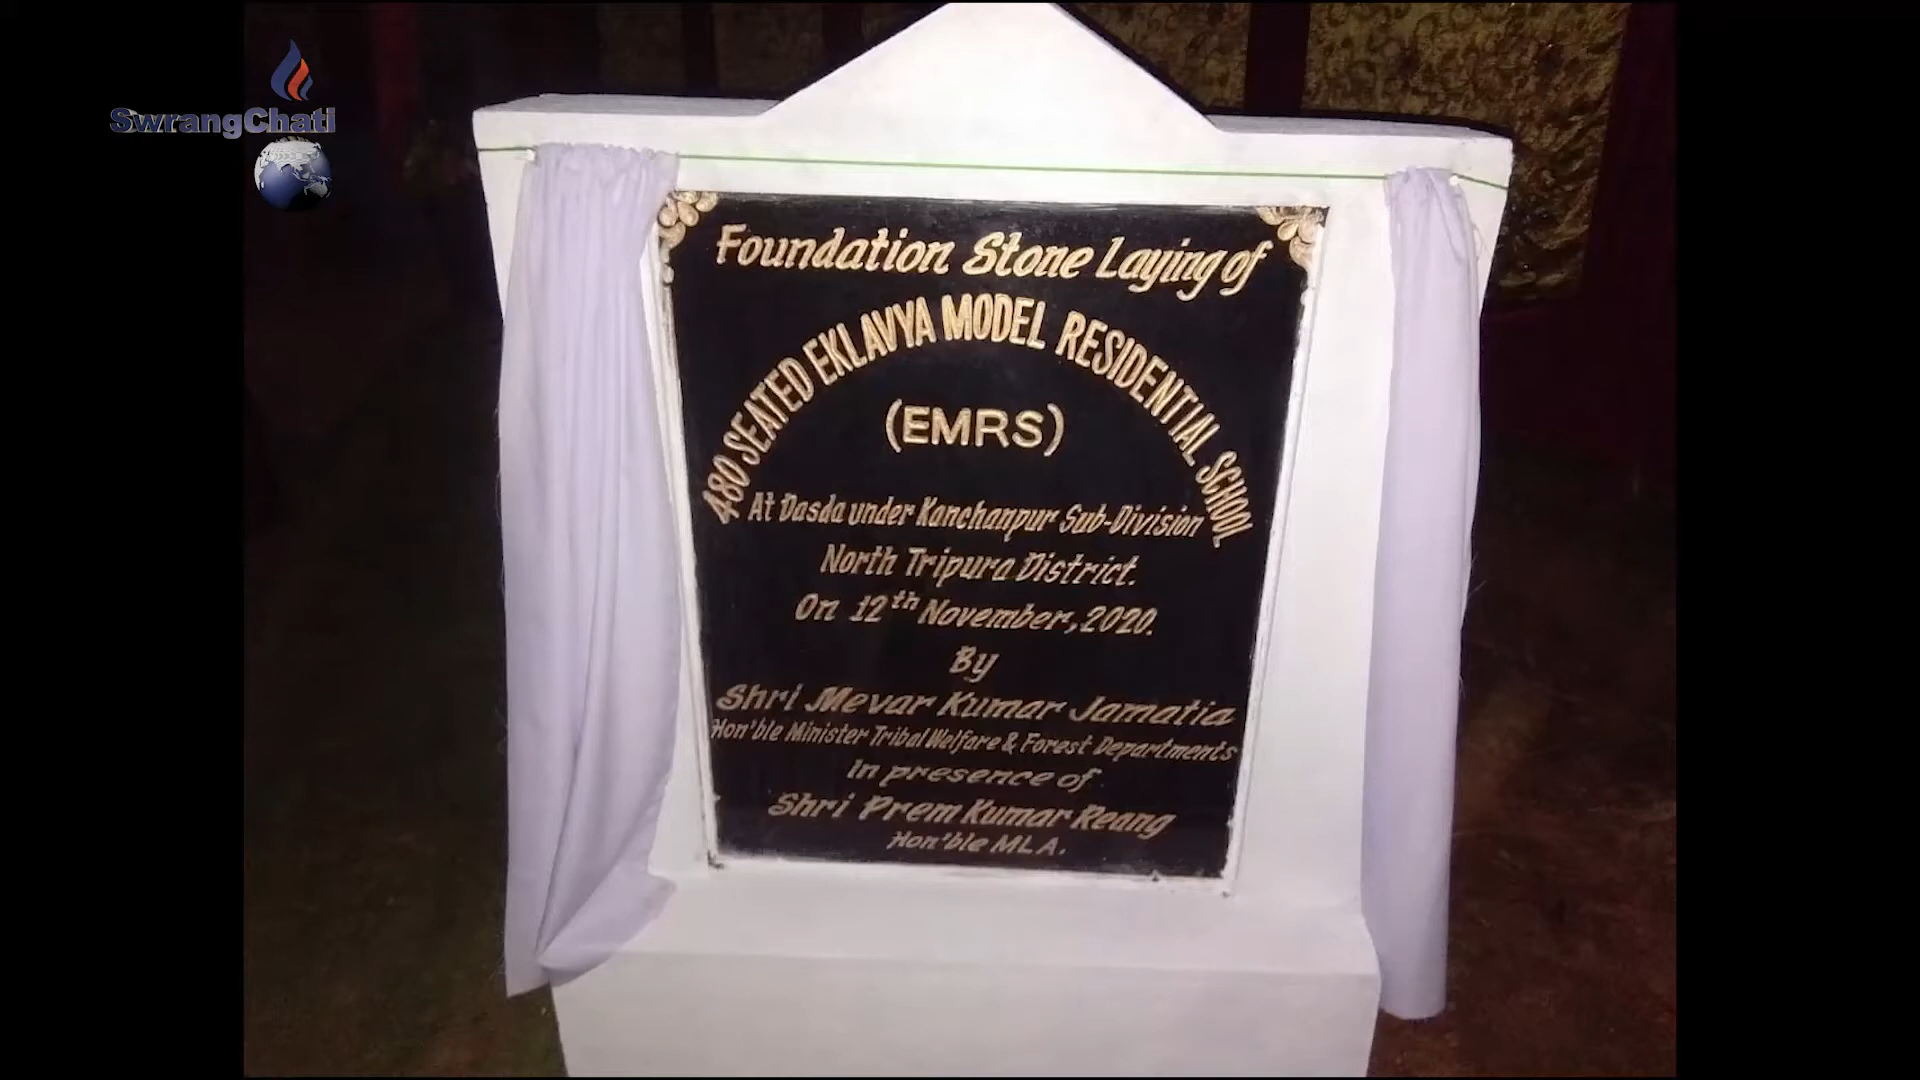 SwrangChati
Foundation Stone Laying of
480 SEATED EKLAVYA MODEL RESIDENTIAL SCHOOL
(EMRS)
At Dasda under Kanchanpur Sub-Division
North Tripura District.
On 12th November, 2020.
By
Shri Mevar Kumar Jamatia
Hon'ble Minister Tribal Welfare & Forest Departments
In presence of
Shri Prem Kumar Reang
Hon'ble MLA.